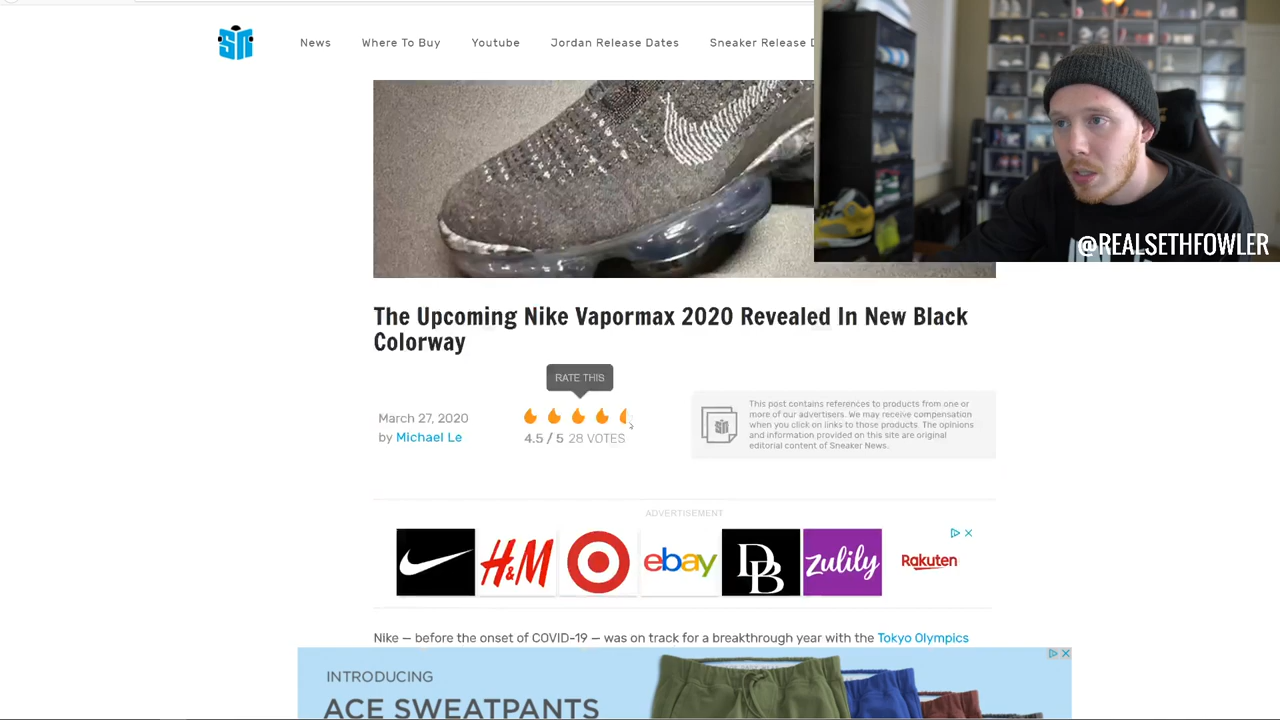 SN
News
Where To Buy
Youtube
Jordan Release Dates
Sneaker Release D
@REALSETHFOWLER
The Upcoming Nike Vapormax 2020 Revealed In New Black
Colorway
RATE THIS
March 27, 2020
by Michael Le
4.5 / 5 28 VOTES
This post contains references to products from one or
more of our advertisers. We may receive compensation
when you click on links to those products. The opinions
and information provided on this site are original
editorial content of Sneaker News.
ADVERTISEMENT
H&M
ebay
DB
zulily
Rakuten
Nike — before the onset of COVID-19 — was on track for a breakthrough year with the Tokyo Olympics
INTRODUCING
ACE SWEATPANTS